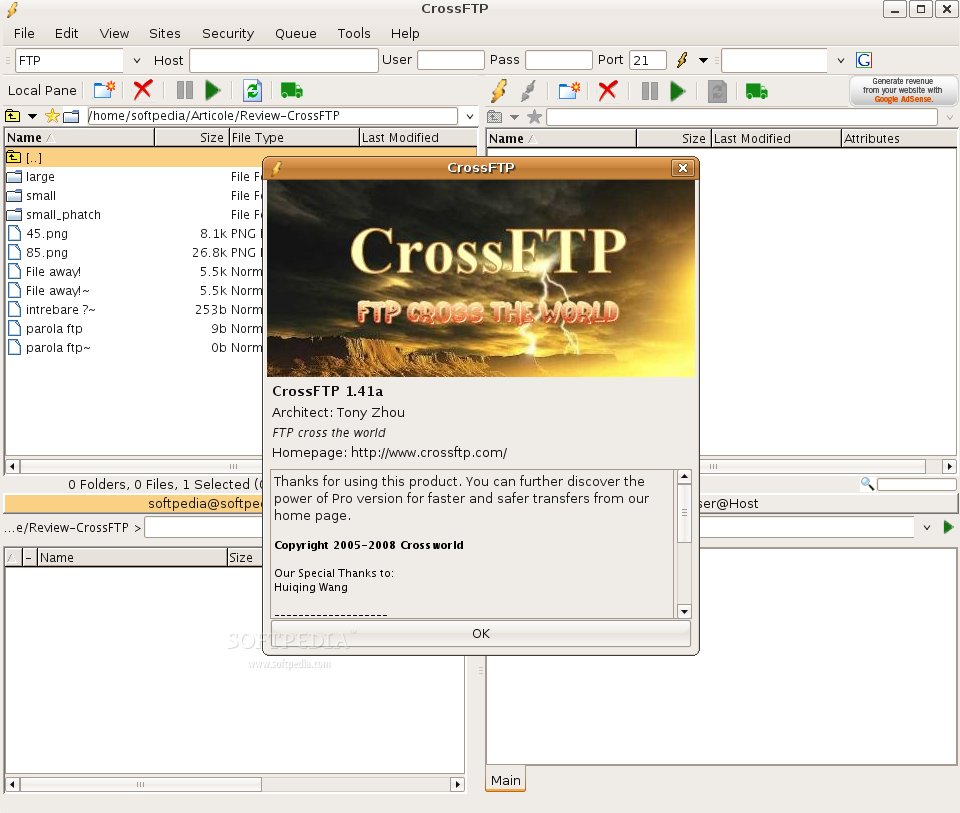 CrossFTP
File Edit View Sites Security Queue Tools Help
FTP Host User Pass Port 21
Local Pane
Generate revenue
from your website with
Google AdSense.
/home/softpedia/Articole/Review-CrossFTP
Name Size File Type Last Modified
Name Size Last Modified Attributes
[..]
large File Fo
small File Fo
small_phatch File Fo
45.png 8.1k PNG
85.png 26.8k PNG
File away! 5.5k Norm
File away!~ 5.5k Norm
intrebare ?~ 253b Norm
parola ftp 9b Norm
parola ftp~ 0b Norm
CrossFTP
CrossFTP
FTP CROSS THE WORLD
CrossFTP 1.41a
Architect: Tony Zhou
FTP cross the world
Homepage: http://www.crossftp.com/
Thanks for using this product. You can further discover the
power of Pro version for faster and safer transfers from our
home page.
Copyright 2005-2008 Crossworld
Our Special Thanks to:
Huiqing Wang
-------------------
OK
0 Folders, 0 Files, 1 Selected (
softpedia@softpe
ser@Host
...e/Review-CrossFTP >
- Name Size
SOFTPEDIA
www.softpedia.com
Main